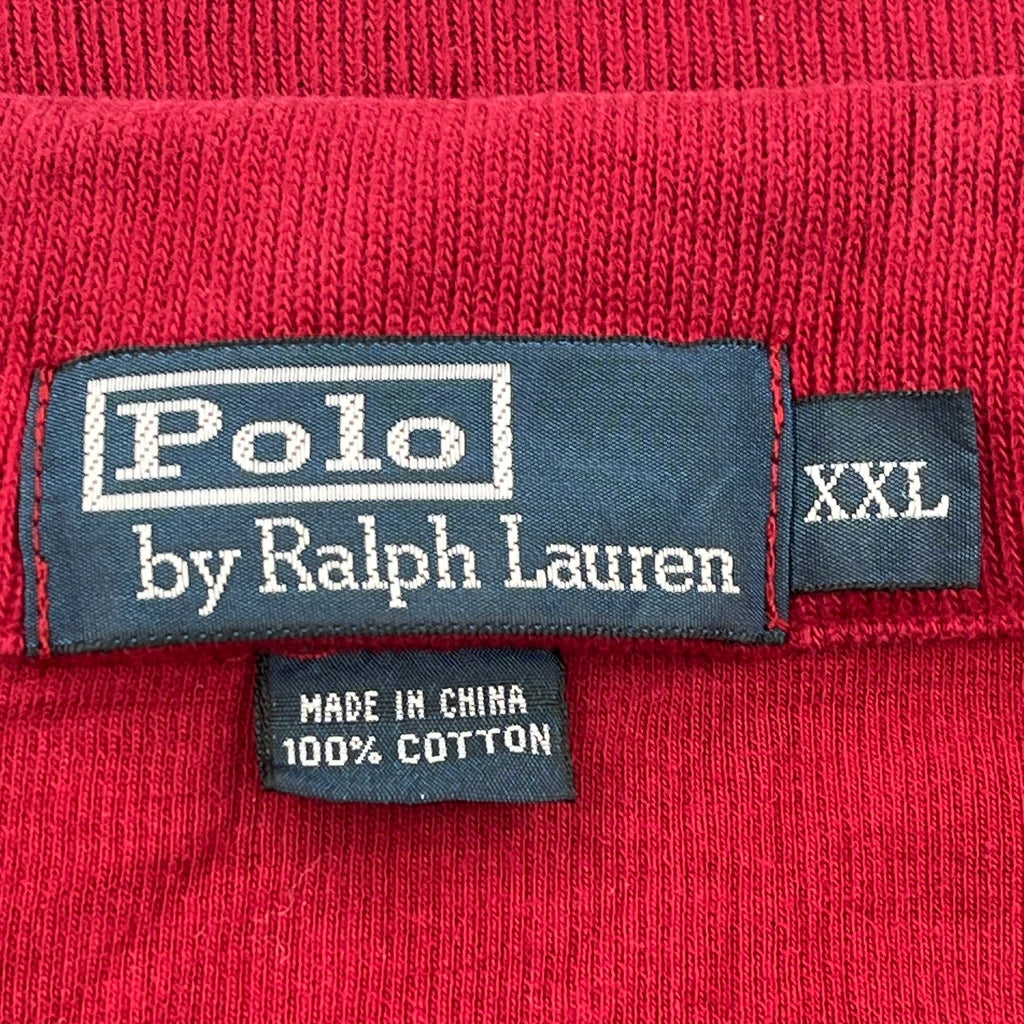 Polo
by Ralph Lauren
XXL
MADE IN CHINA
100% COTTON